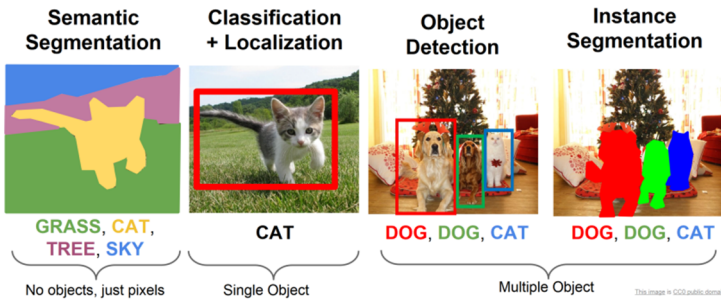 Semantic
Segmentation
Classification
+ Localization
Object
Detection
Instance
Segmentation
GRASS, CAT,
TREE, SKY
CAT
DOG, DOG, CAT
DOG, DOG, CAT
No objects, just pixels
Single Object
Multiple Object
This image is CC0 public doma